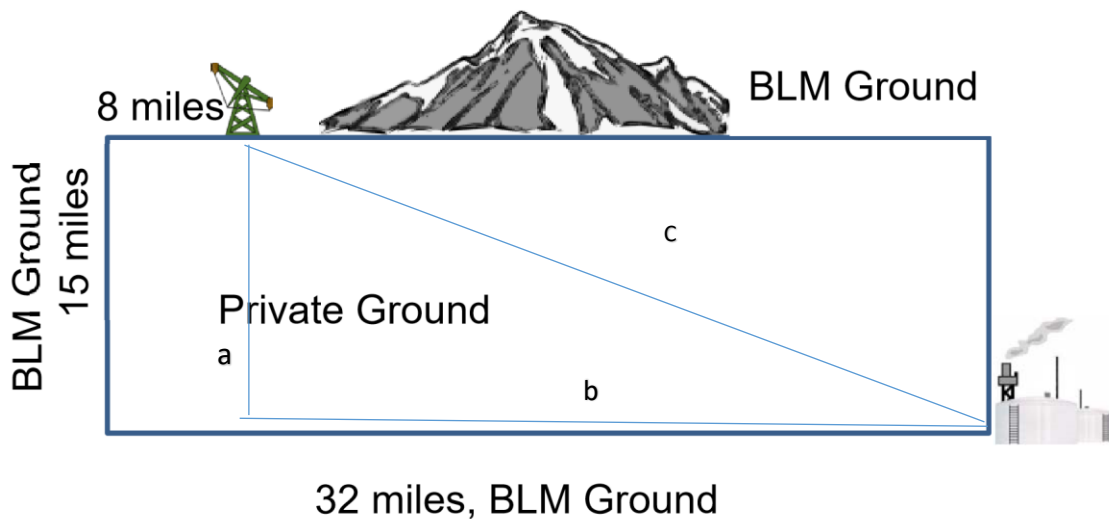 BLM Ground
8 miles
BLM Ground
15 miles
c
Private Ground
a
b
32 miles, BLM Ground